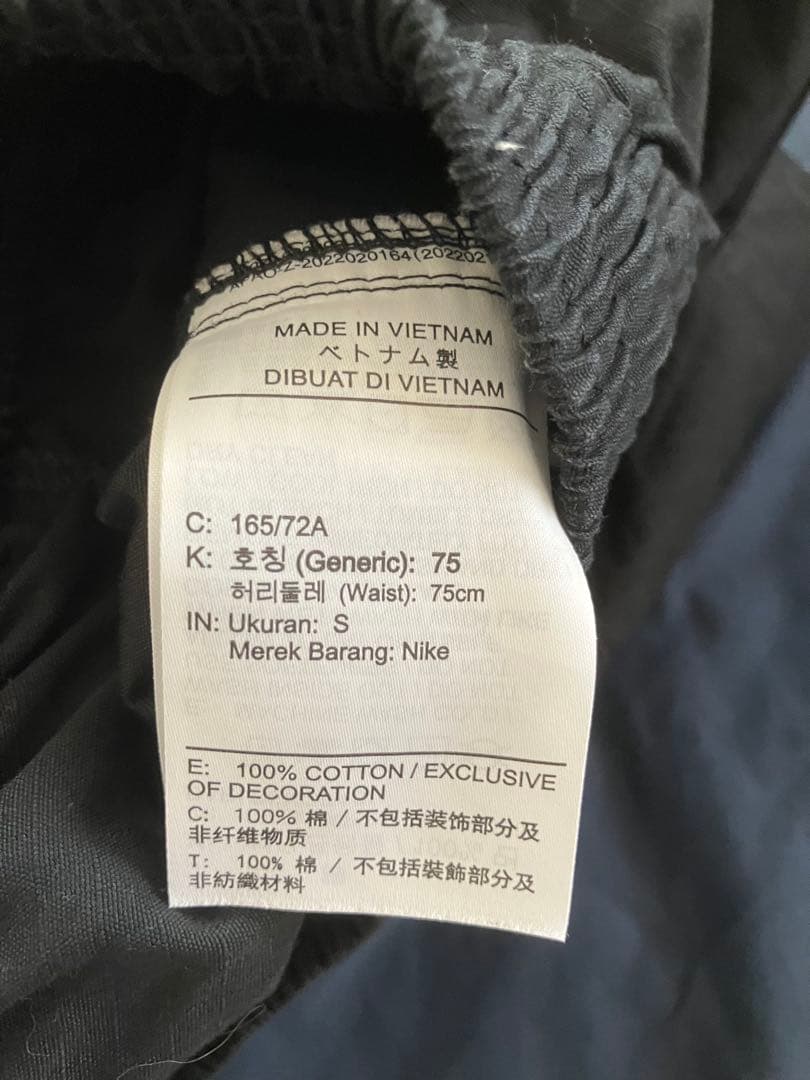 2022020164(202202
MADE IN VIETNAM
ベトナム製
DIBUAT DI VIETNAM
C: 165/72A
K: 호칭 (Generic): 75
허리둘레 (Waist): 75cm
IN: Ukuran: S
Merek Barang: Nike
E: 100% COTTON / EXCLUSIVE
OF DECORATION
C: 100% 棉 / 不包括装饰部分及
非纤维物质
T: 100% 棉 / 不包括裝飾部分及
非紡織材料